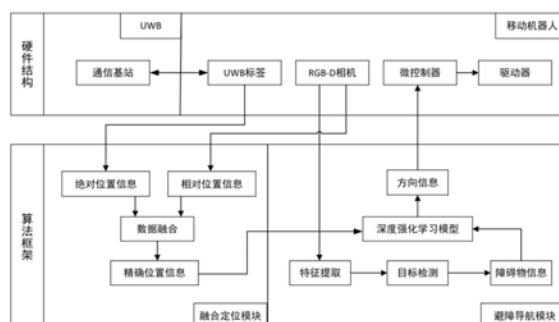 UWB
移动机器人
硬件结构
通信基站
UWB标签
RGB-D相机
微控制器
驱动器
算法框架
绝对位置信息
相对位置信息
方向信息
数据融合
深度强化学习模型
精确位置信息
特征提取
目标检测
障碍物信息
融合定位模块
避障导航模块